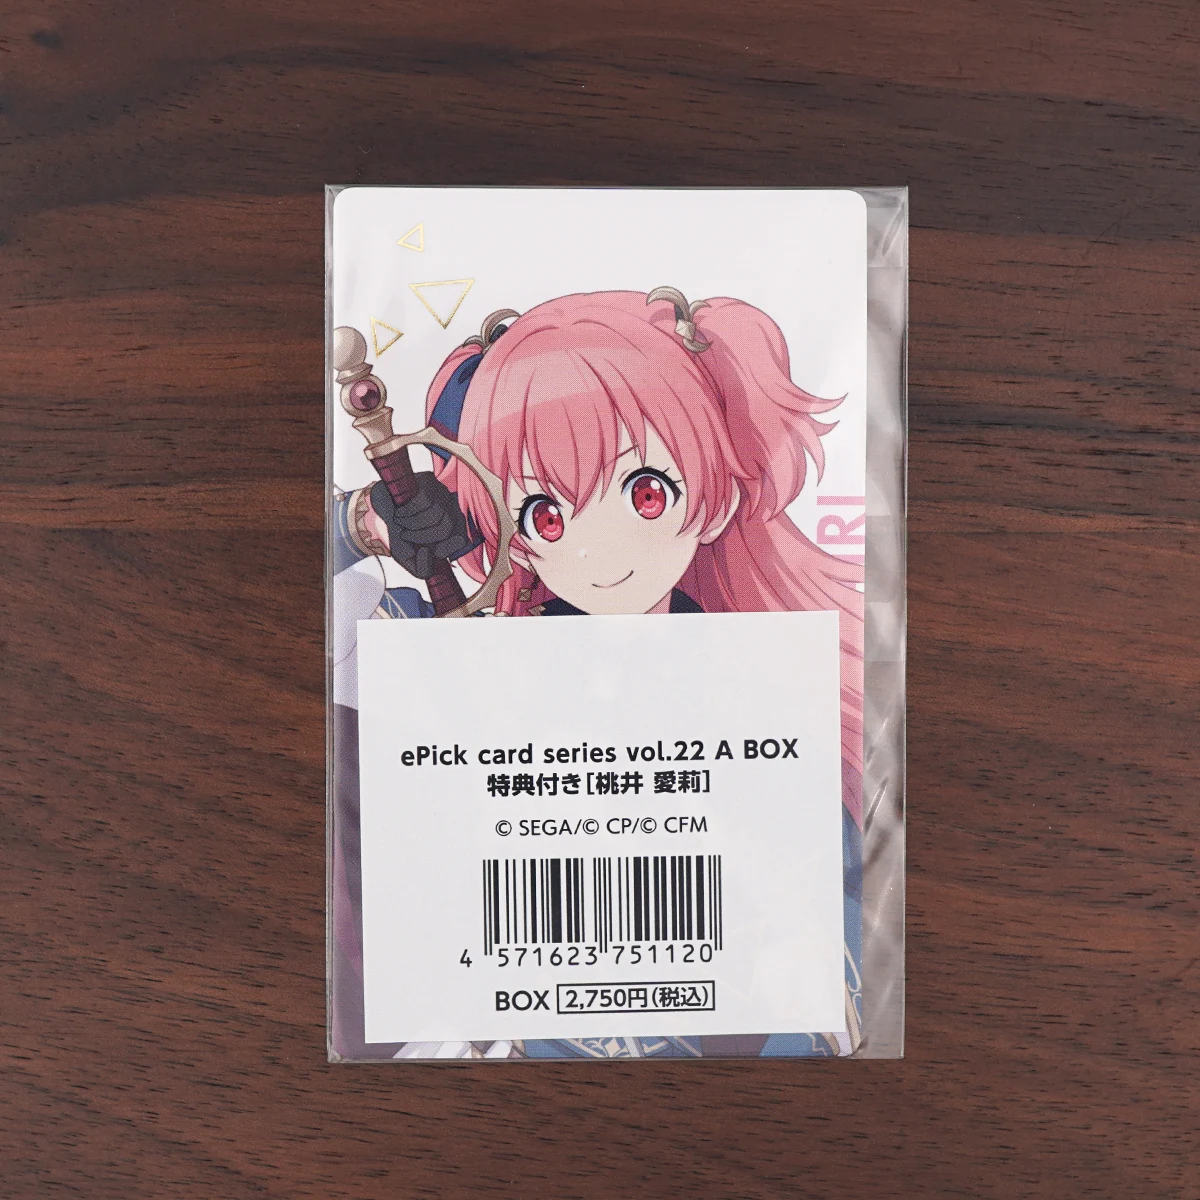 IRI
ePick card series vol.22 A BOX
特典付き[桃井 愛莉]
© SEGA/© CP/© CFM
4 571623 751120
BOX 2,750円(税込)